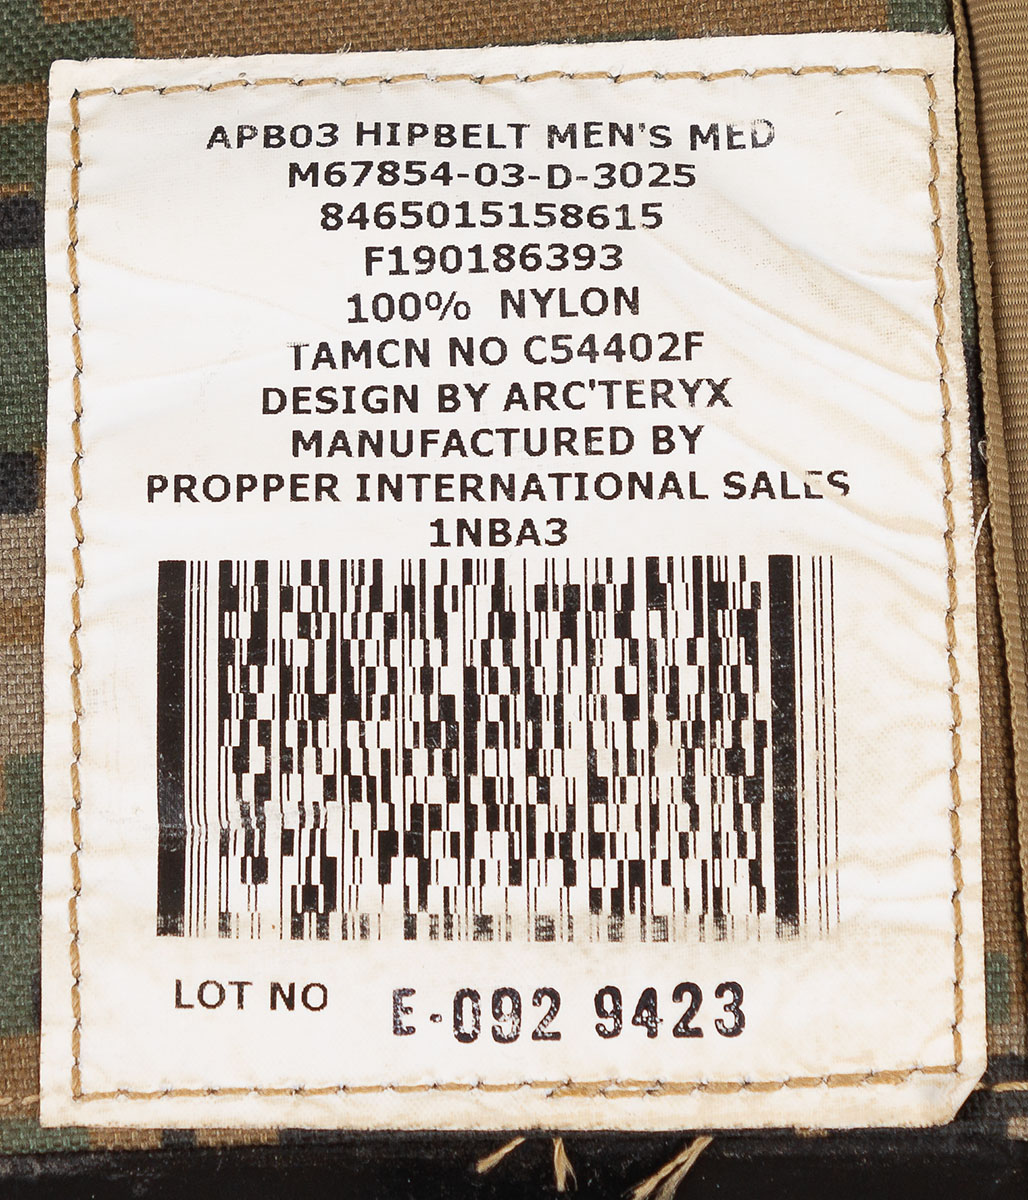 APB03 HIPBELT MEN'S MED
M67854-03-D-3025
8465015158615
F190186393
100% NYLON
TAMCN NO C54402F
DESIGN BY ARC'TERYX
MANUFACTURED BY
PROPPER INTERNATIONAL SALES
1NBA3
LOT NO E-092 9423